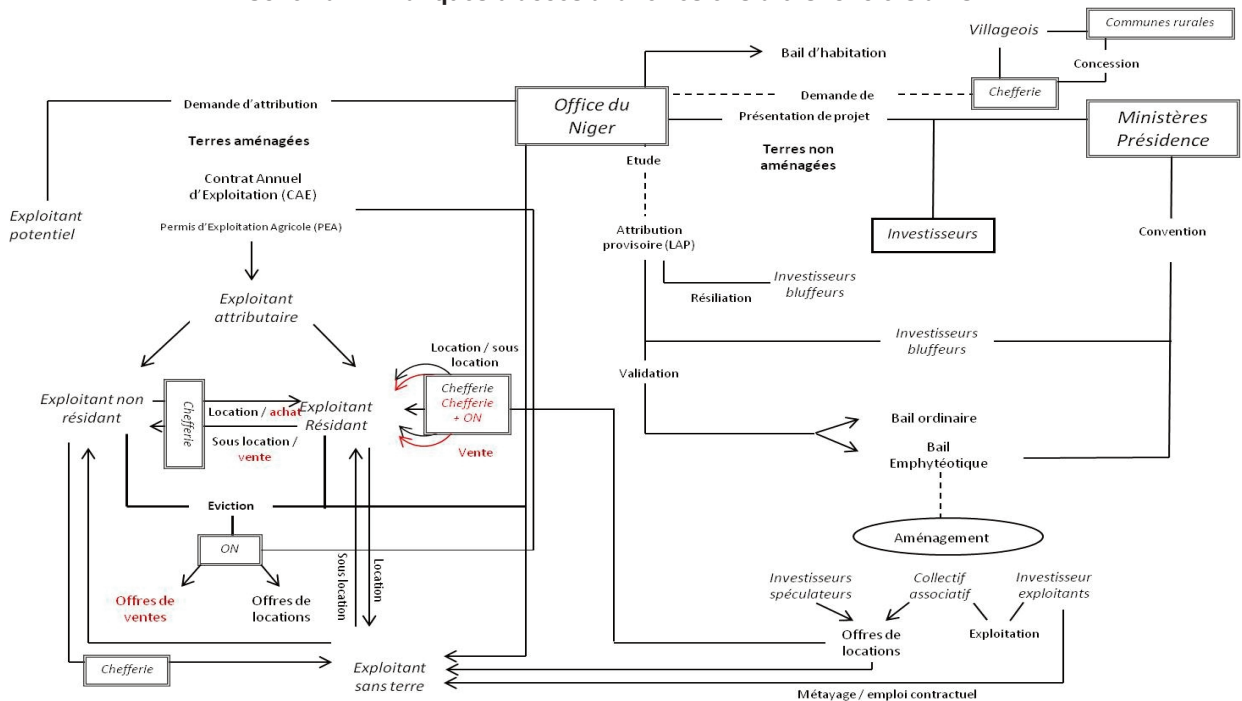 Villageois
Communes rurales
Bail d’habitation
Concession
Demande d’attribution
Office du
Niger
Demande de
Chefferie
Présentation de projet
Ministères
Présidence
Terres aménagées
Terres non
aménagées
Etude
Contrat Annuel
d’Exploitation (CAE)
Exploitant
potentiel
Permis d’Exploitation Agricole (PEA)
Attribution
provisoire (LAP)
Investisseurs
Convention
Investisseurs
bluffeurs
Résiliation
Exploitant
attributaire
Investisseurs
bluffeurs
Location / sous
location
Validation
Exploitant non
résidant
Chefferie
Location / achat
Sous location /
vente
Exploitant
Résidant
Chefferie
Chefferie
+ ON
Vente
Bail ordinaire
Bail
Emphytéotique
Eviction
ON
Aménagement
Offres de
ventes
Offres de
locations
Sous location
Location
Investisseurs
spéculateurs
Collectif
associatif
Investisseur
exploitants
Offres de
locations
Exploitation
Chefferie
Exploitant
sans terre
Métayage / emploi contractuel